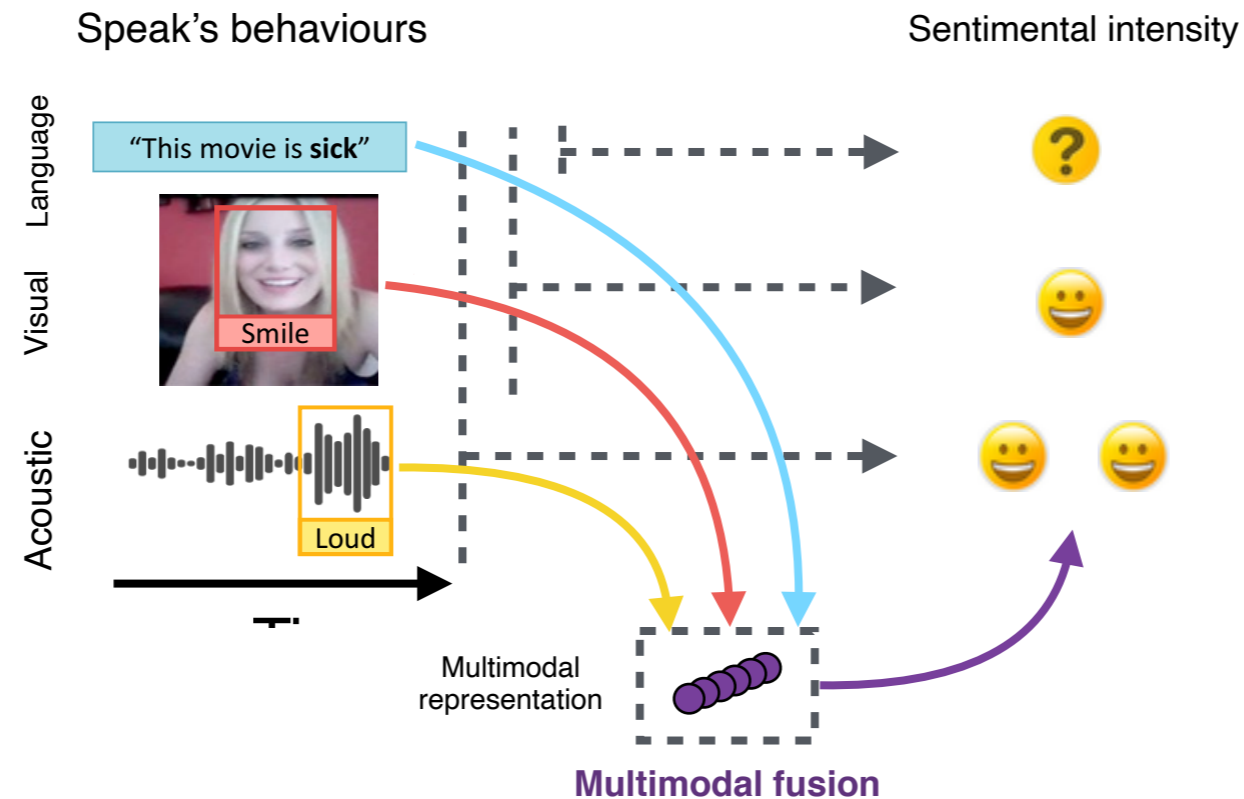 Speak's behaviours
Sentimental intensity
Language
“This movie is sick”
?
Visual
Smile
Acoustic
Loud
Multimodal
representation
Multimodal fusion